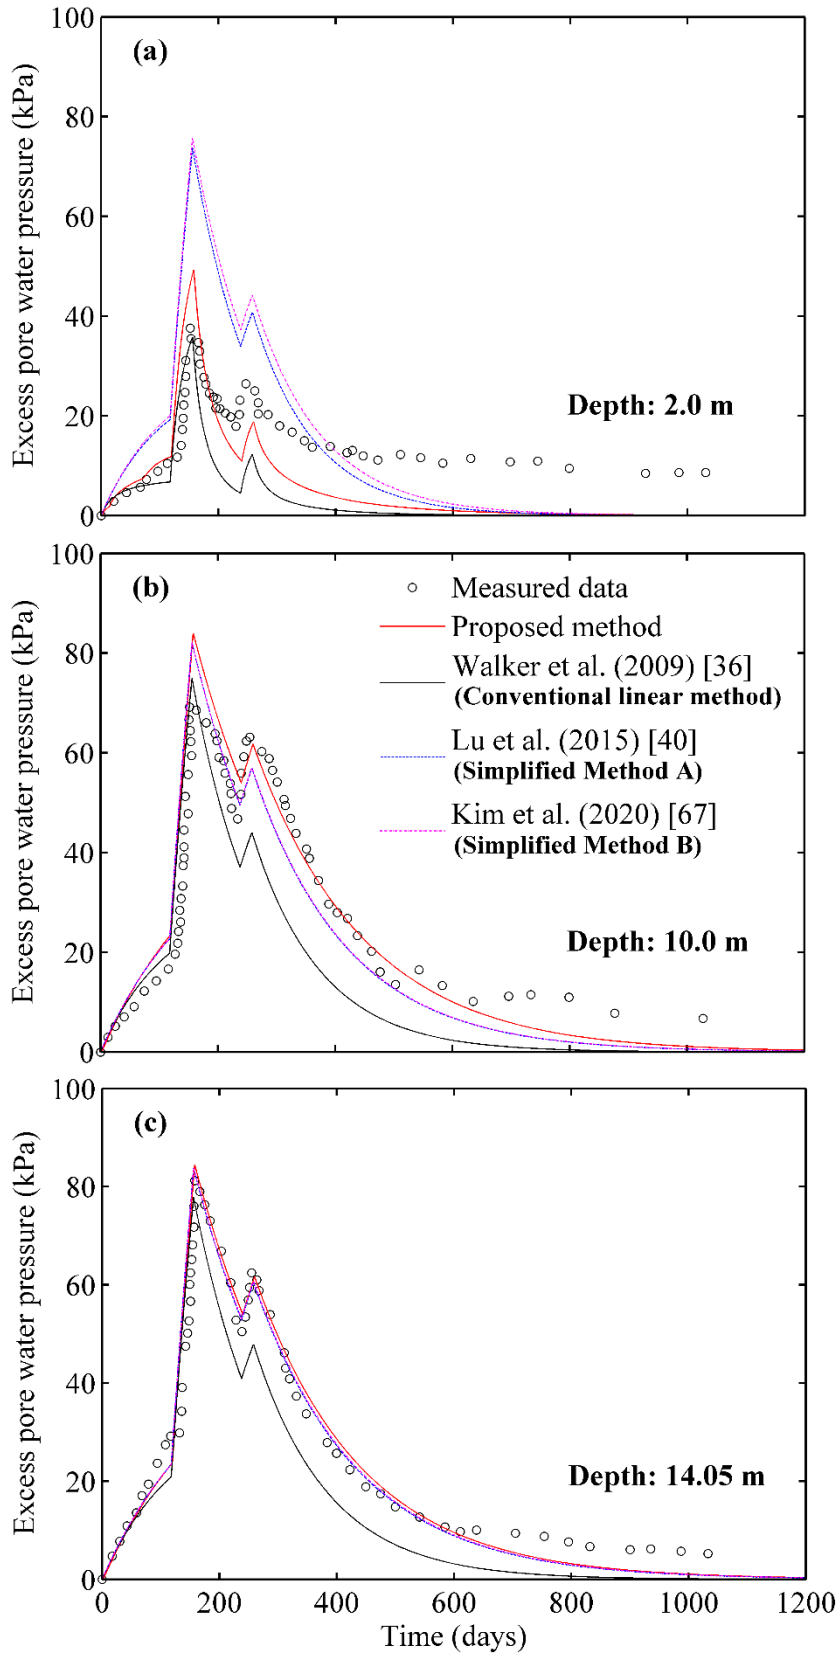 100
(a)
80
60
40
20
0
Excess pore water pressure (kPa)
Depth: 2.0 m
100
(b)
80
60
40
20
0
Excess pore water pressure (kPa)
Measured data
Proposed method
Walker et al. (2009) [36]
(Conventional linear method)
Lu et al. (2015) [40]
(Simplified Method A)
Kim et al. (2020) [67]
(Simplified Method B)
Depth: 10.0 m
100
(c)
80
60
40
20
0
Excess pore water pressure (kPa)
Depth: 14.05 m
0 200 400 600 800 1000 1200
Time (days)